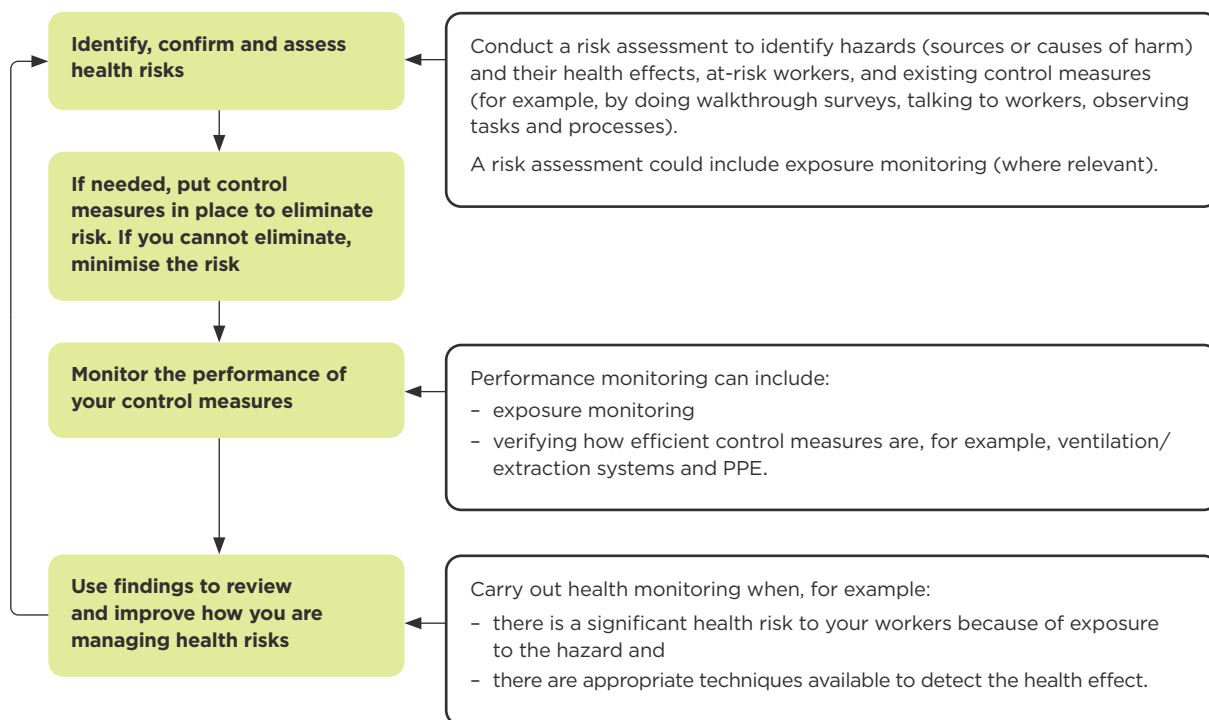 Identify, confirm and assess
health risks
Conduct a risk assessment to identify hazards (sources or causes of harm)
and their health effects, at-risk workers, and existing control measures
(for example, by doing walkthrough surveys, talking to workers, observing
tasks and processes).
A risk assessment could include exposure monitoring (where relevant).
If needed, put control
measures in place to eliminate
risk. If you cannot eliminate,
minimise the risk
Monitor the performance of
your control measures
Performance monitoring can include:
– exposure monitoring
– verifying how efficient control measures are, for example, ventilation/
extraction systems and PPE.
Use findings to review
and improve how you are
managing health risks
Carry out health monitoring when, for example:
– there is a significant health risk to your workers because of exposure
to the hazard and
– there are appropriate techniques available to detect the health effect.